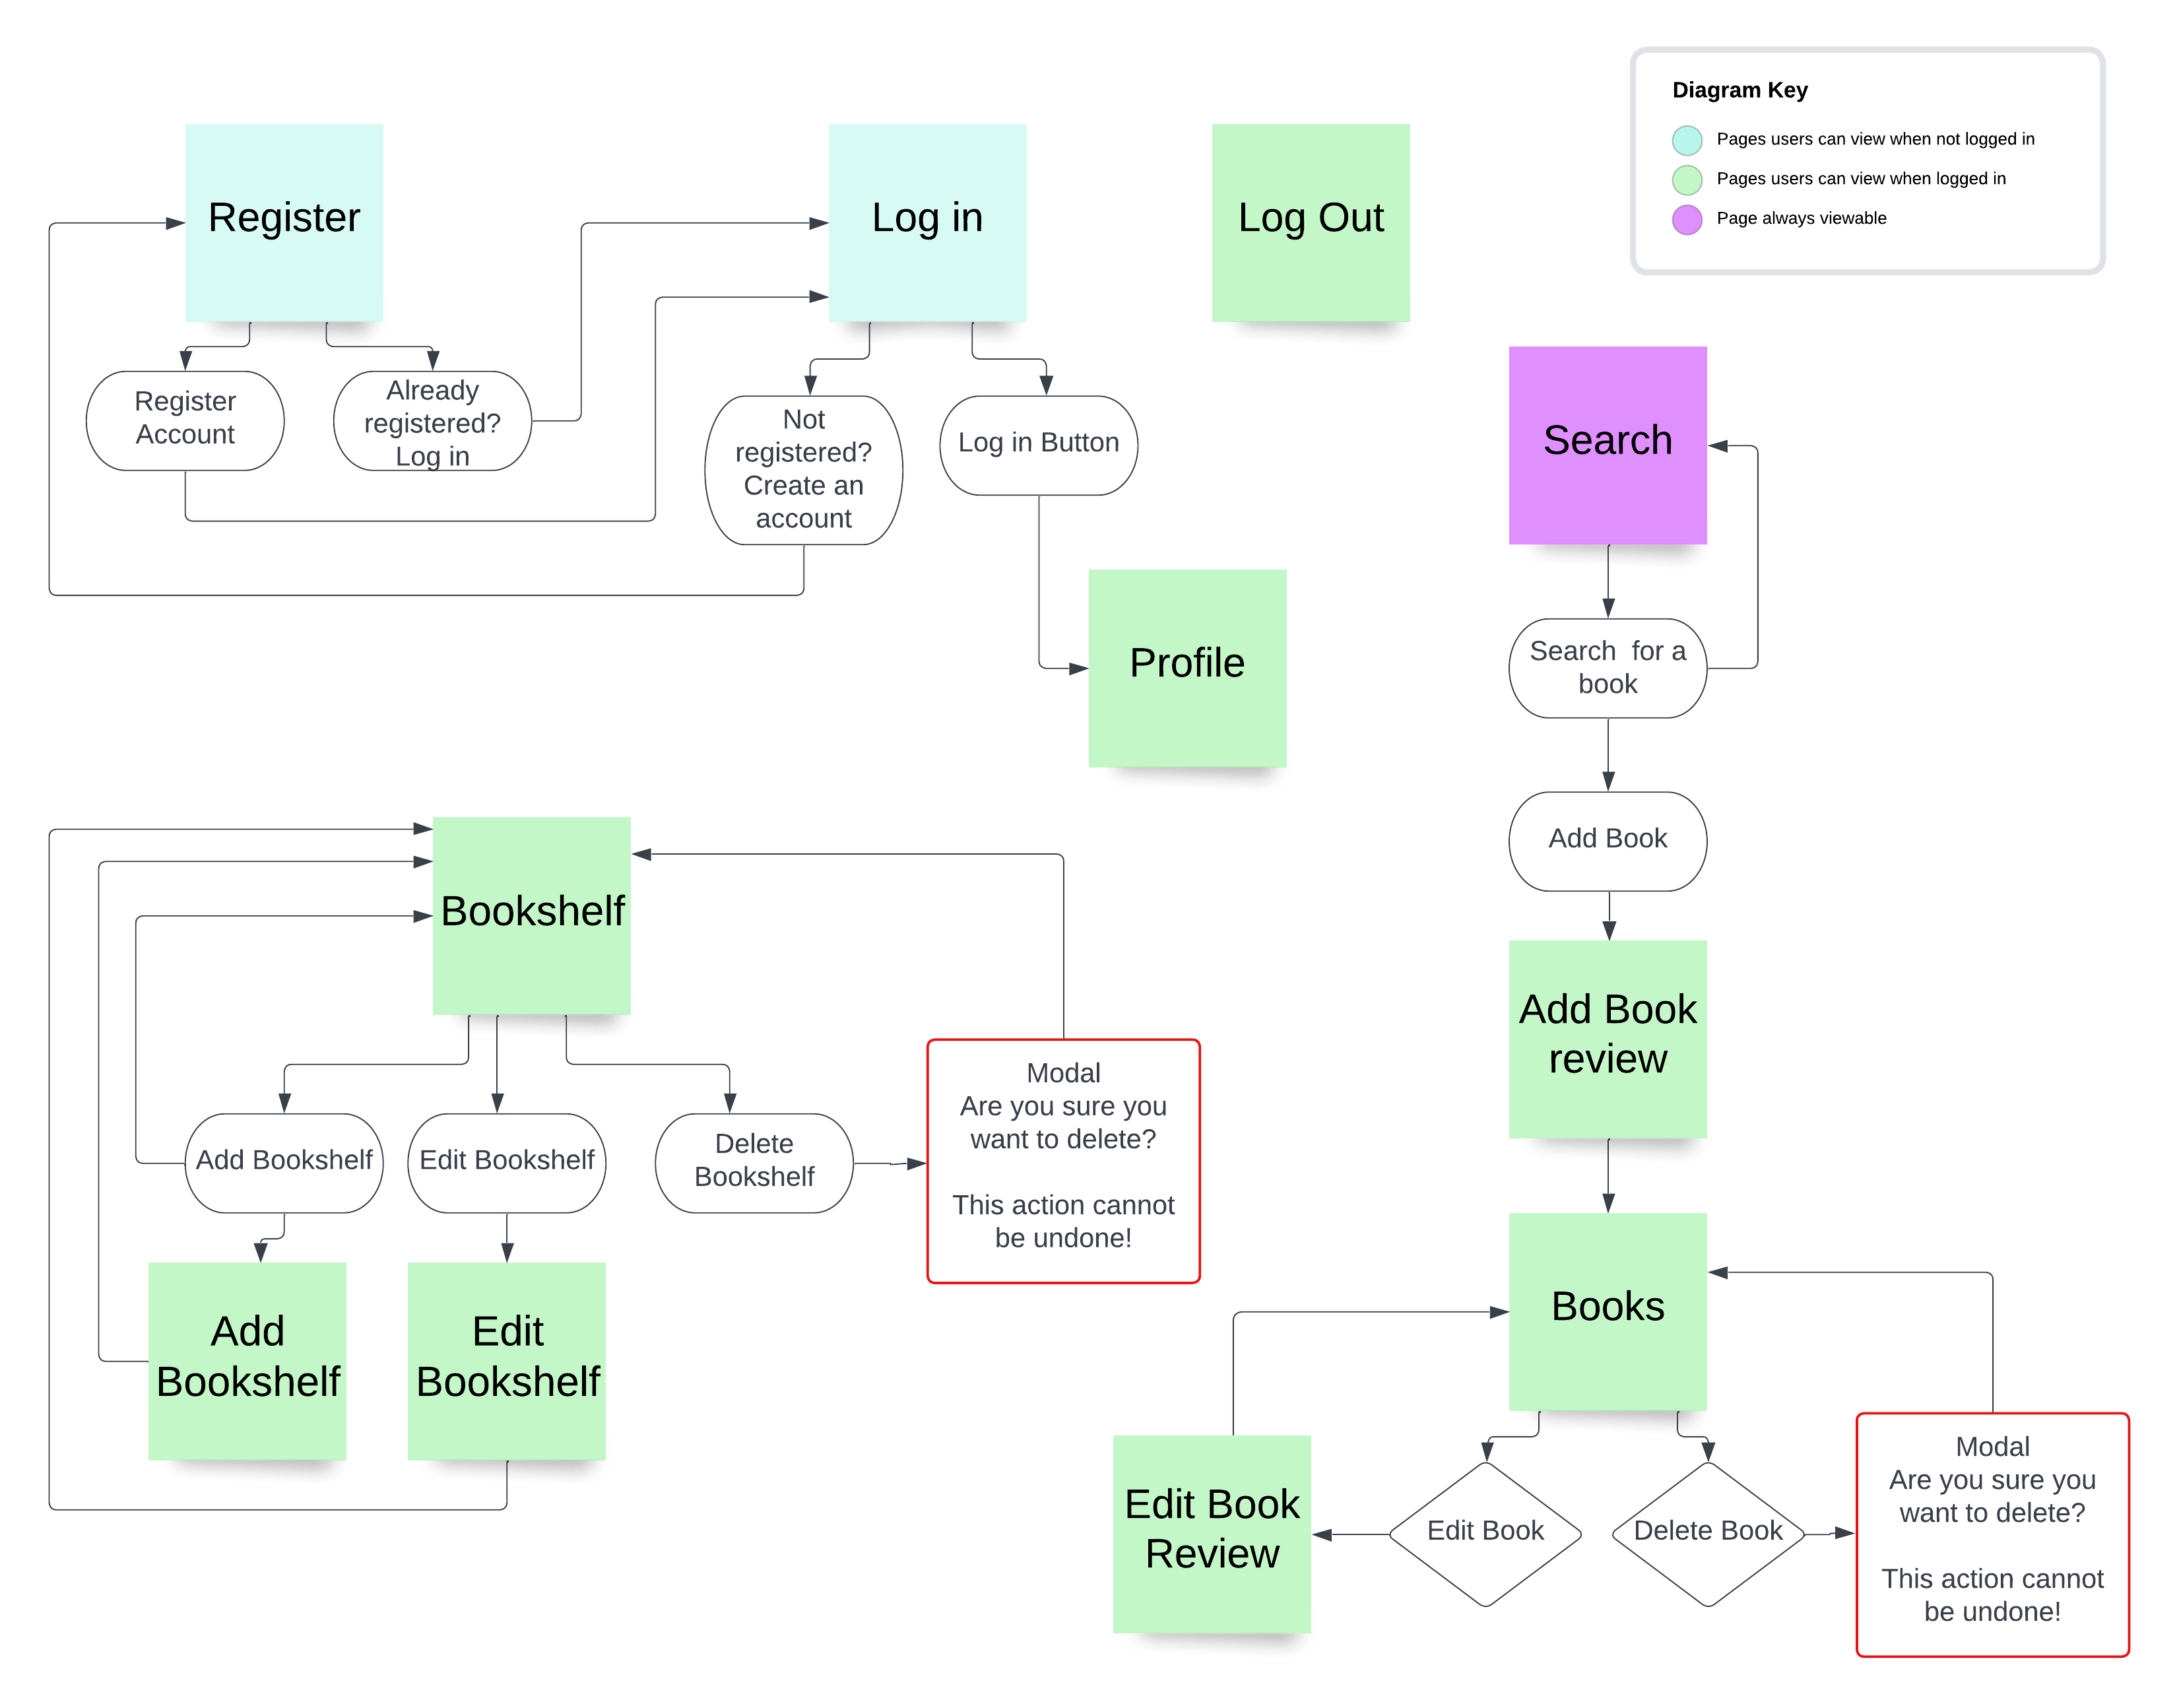 Diagram Key
Pages users can view when not logged in
Pages users can view when logged in
Page always viewable
Register
Log in
Log Out
Register
Account
Already
registered?
Log in
Not
registered?
Create an
account
Log in Button
Search
Profile
Search  for a
book
Add Book
Bookshelf
Add Book
review
Add Bookshelf
Edit Bookshelf
Delete
Bookshelf
Modal
Are you sure you
want to delete?
This action cannot
be undone!
Add
Bookshelf
Edit
Bookshelf
Books
Edit Book
Review
Edit Book
Delete Book
Modal
Are you sure you
want to delete?
This action cannot
be undone!